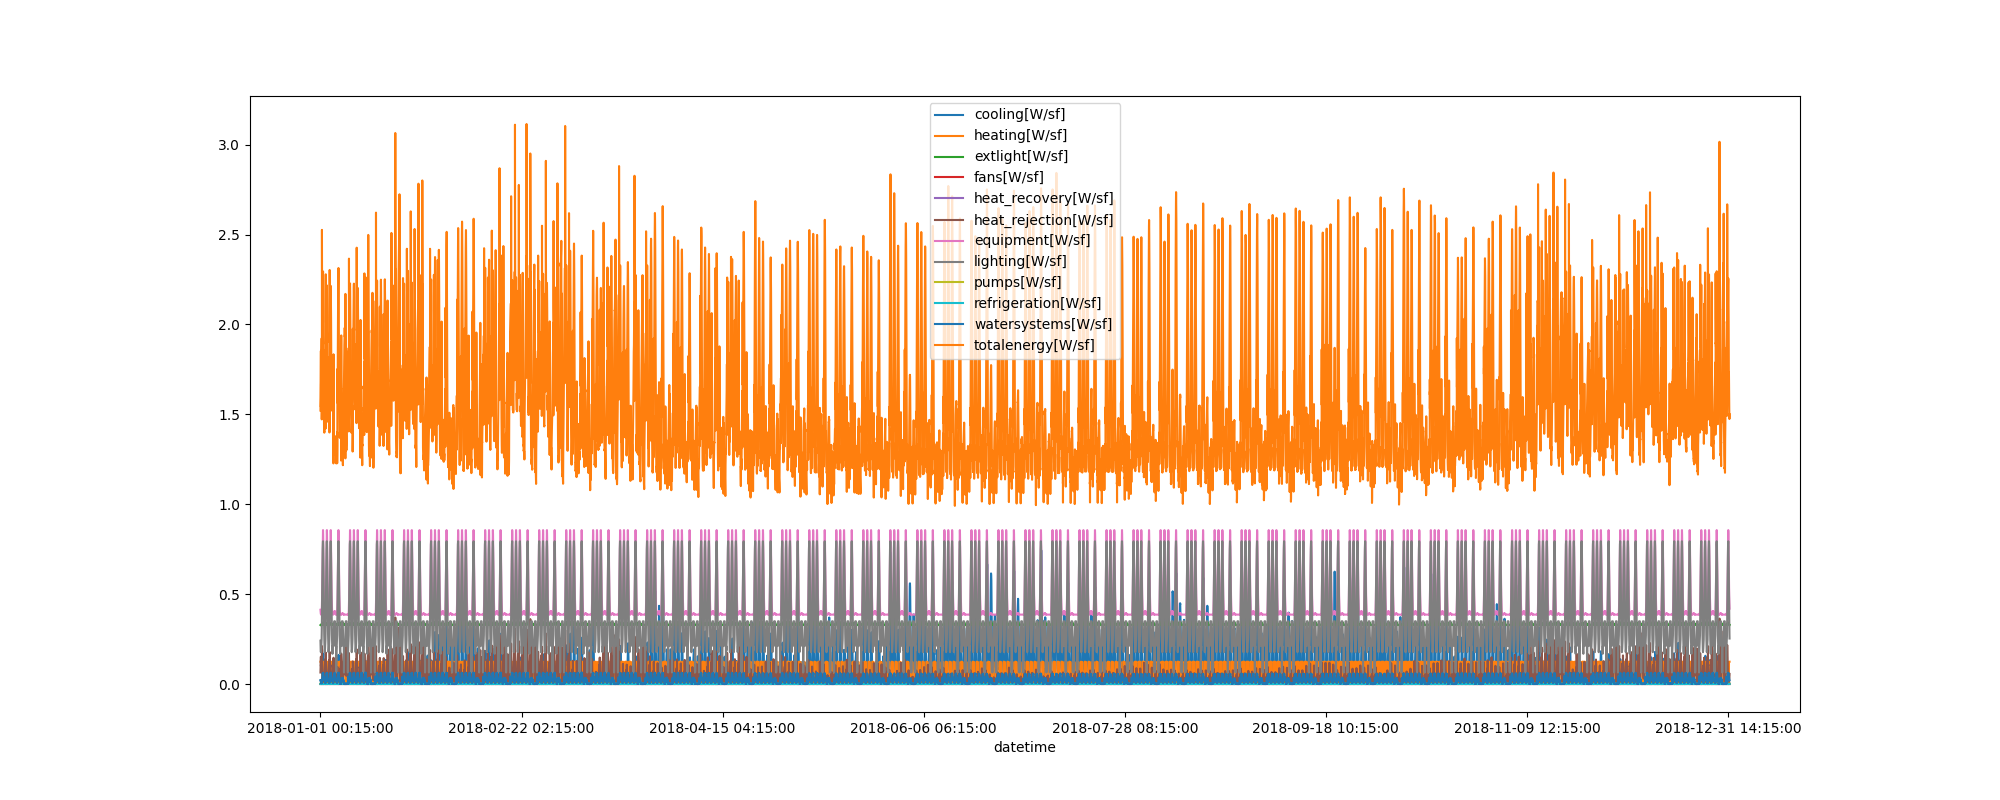 cooling[W/sf]
heating[W/sf]
extlight[W/sf]
fans[W/sf]
heat_recovery[W/sf]
heat_rejection[W/sf]
equipment[W/sf]
lighting[W/sf]
pumps[W/sf]
refrigeration[W/sf]
watersystems[W/sf]
totalenergy[W/sf]
3.0
2.5
2.0
1.5
1.0
0.5
0.0
2018-01-01 00:15:00 2018-02-22 02:15:00 2018-04-15 04:15:00 2018-06-06 06:15:00 2018-07-28 08:15:00 2018-09-18 10:15:00 2018-11-09 12:15:00 2018-12-31 14:15:00
datetime